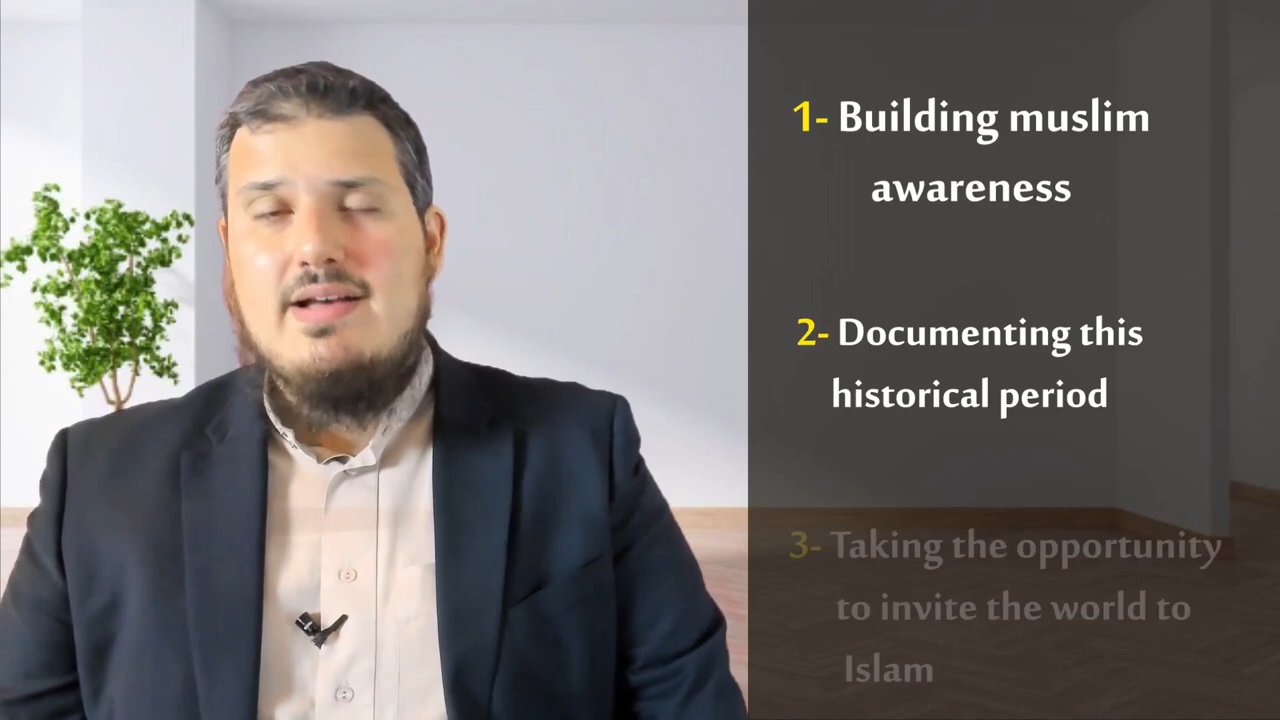 1- Building muslim
awareness
2- Documenting this
historical period
3- Taking the opportunity
to invite the world to
Islam